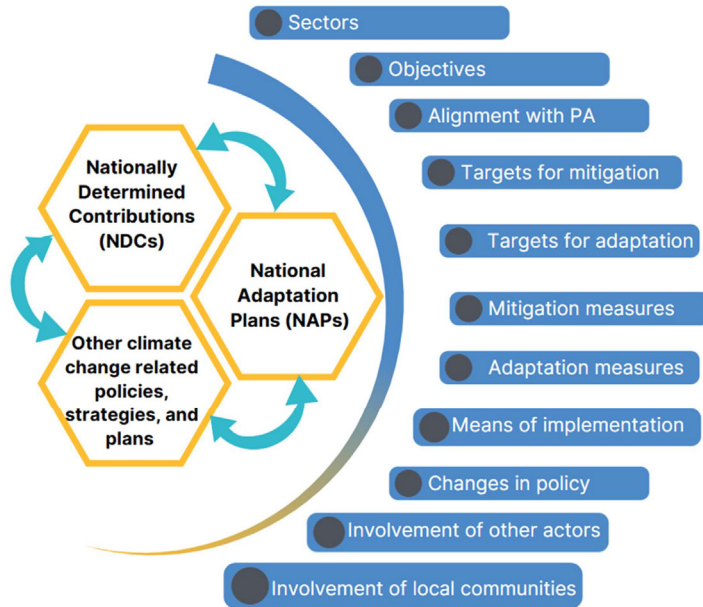 Sectors
Objectives
Alignment with PA
Targets for mitigation
Targets for adaptation
Mitigation measures
Adaptation measures
Means of implementation
Changes in policy
Involvement of other actors
Involvement of local communities
Nationally
Determined
Contributions
(NDCs)
National
Adaptation
Plans (NAPs)
Other climate
change related
policies,
strategies, and
plans